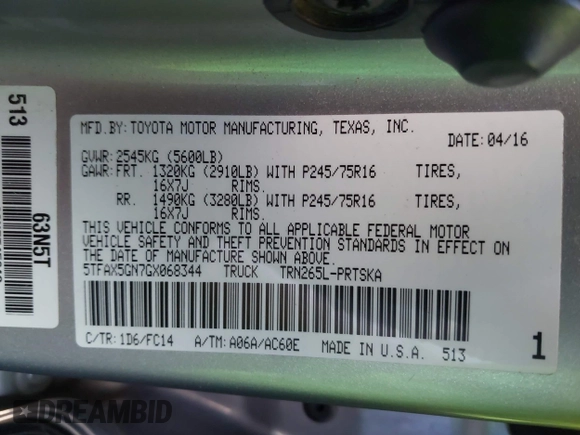 MFD.BY:TOYOTA MOTOR MANUFACTURING, TEXAS, INC.
DATE:04/16
GVWR:2545KG (5600LB)
GAWR:FRT. 1320KG (2910LB) WITH P245/75R16 TIRES,
16X7J RIMS.
RR. 1490KG (3280LB) WITH P245/75R16 TIRES,
16X7J RIMS.
THIS VEHICLE CONFORMS TO ALL APPLICABLE FEDERAL MOTOR
VEHICLE SAFETY AND THEFT PREVENTION STANDARDS IN EFFECT ON
THE DATE OF MANUFACTURE SHOWN ABOVE.
5TFAX5GN7GX068344 TRUCK TRN265L-PRTSKA
C/TR:1D6/FC14 A/TM:A06A/AC60E MADE IN U.S.A. 513
1
513
63N5T
DREAMBID